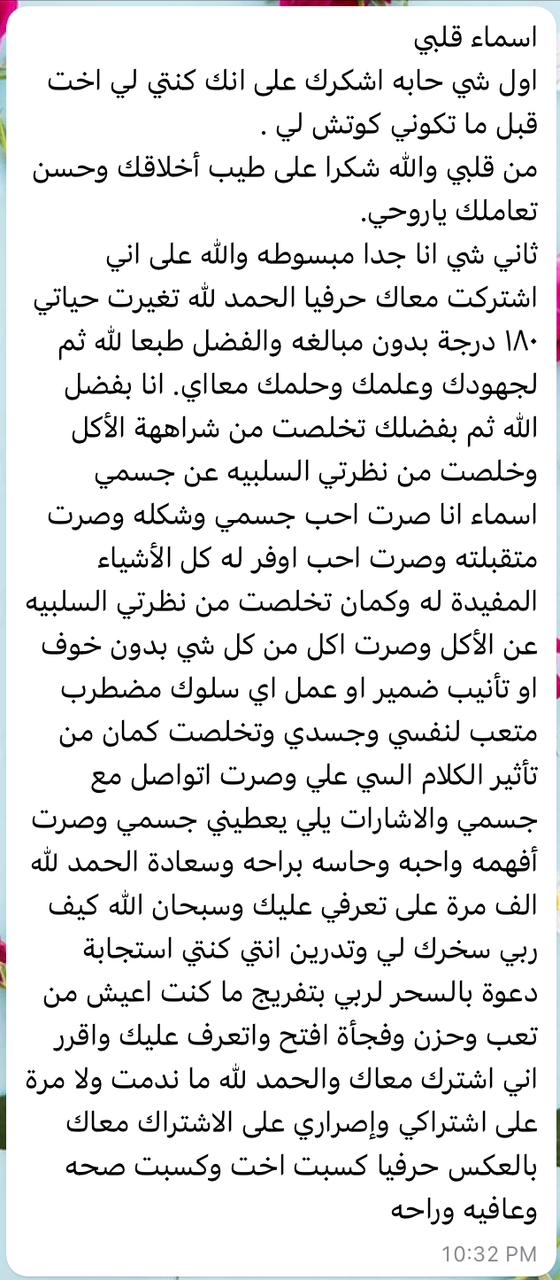 اسماء قلبي
اول شي حابه اشكرك على انك كنتي لي اخت
قبل ما تكوني كوتش لي .
من قلبي والله شكرا على طيب أخلاقك وحسن
تعاملك ياروحي.
ثاني شي انا جدا مبسوطه والله على اني
اشتركت معاك حرفيا الحمد لله تغيرت حياتي
١٨٠ درجة بدون مبالغه والفضل طبعا لله ثم
لجهودك وعلمك وحلمك معااي. انا بفضل
الله ثم بفضلك تخلصت من شراههة الأكل
وخلصت من نظرتي السلبيه عن جسمي
اسماء انا صرت احب جسمي وشكله وصرت
متقبلته وصرت احب اوفر له كل الأشياء
المفيدة له وكمان تخلصت من نظرتي السلبيه
عن الأكل وصرت اكل من كل شي بدون خوف
او تأنيب ضمير او عمل اي سلوك مضطرب
متعب لنفسي وجسدي وتخلصت كمان من
تأثير الكلام السي علي وصرت اتواصل مع
جسمي والاشارات يلي يعطيني جسمي وصرت
أفهمه واحبه وحاسه براحه وسعادة الحمد لله
الف مرة على تعرفي عليك وسبحان الله كيف
ربي سخرك لي وتدرين انتي كنتي استجابة
دعوة بالسحر لربي بتفريج ما كنت اعيش من
تعب وحزن وفجأة افتح واتعرف عليك واقرر
اني اشترك معاك والحمد لله ما ندمت ولا مرة
على اشتراكي وإصراري على الاشتراك معاك
بالعكس حرفيا كسبت اخت وكسبت صحه
وعافيه وراحه
10:32 PM